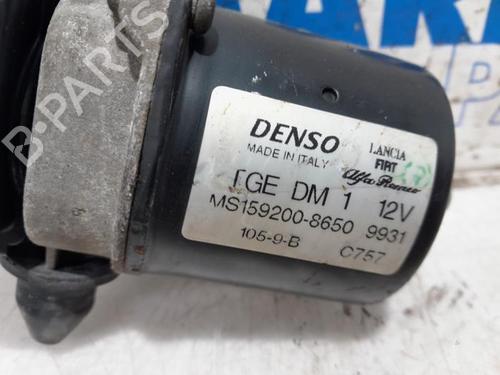 DENSO
MADE IN ITALY
LANCIA
FIAT
Alfa Romeo
TGE DM 1 12V
MS159200-8650 9931
105-9-B C757
B-PARTS